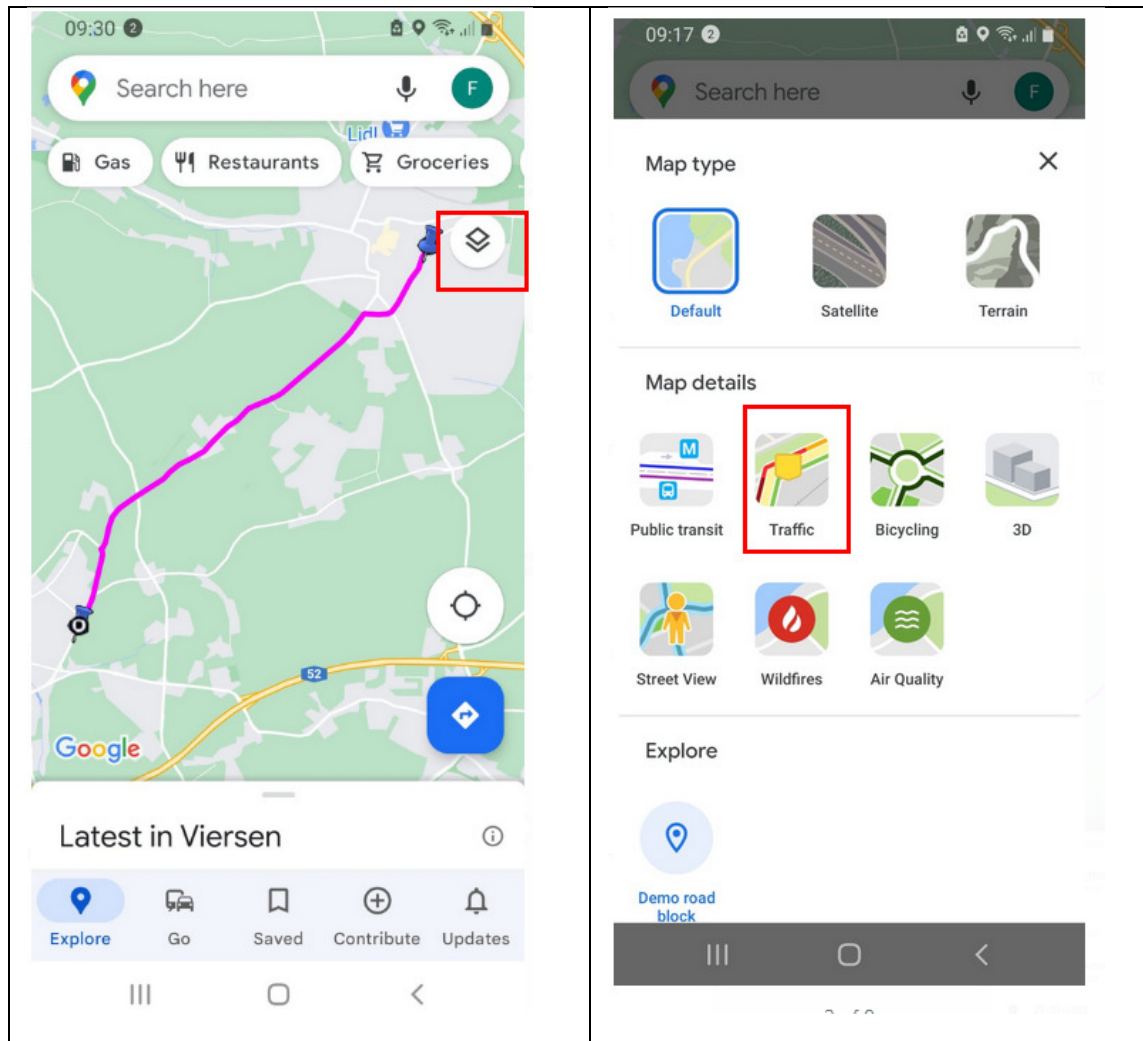 09:30 2
Search here F
Lidl
Gas Restaurants Groceries
52
Google
Latest in Viersen
Explore Go Saved Contribute Updates
09:17 2
Search here F
Map type
Default Satellite Terrain
Map details
M
Public transit Traffic Bicycling 3D
Street View Wildfires Air Quality
Explore
Demo road
block